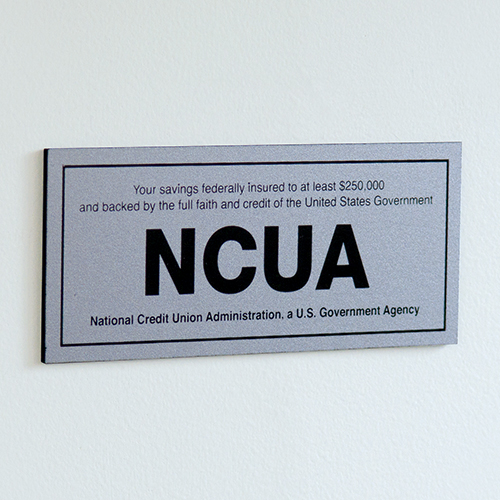 Your savings federally insured to at least $250,000
and backed by the full faith and credit of the United States Government
NCUA
National Credit Union Administration, a U.S. Government Agency